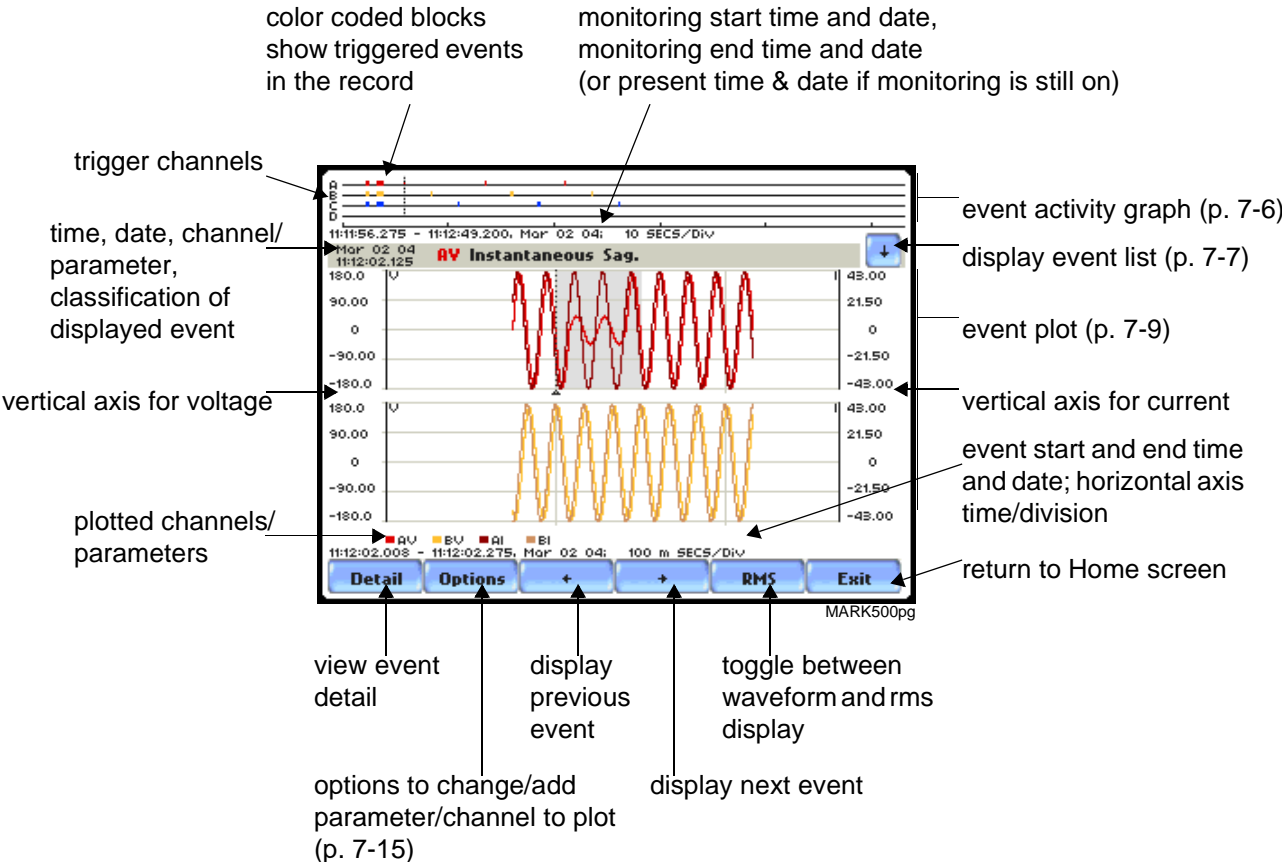 color coded blocks
show triggered events
in the record
monitoring start time and date,
monitoring end time and date
(or present time & date if monitoring is still on)
trigger channels
time, date, channel/
parameter,
classification of
displayed event
vertical axis for voltage
plotted channels/
parameters
A
B
C
D
11:11:56.275 - 11:12:49.200, Mar 02 04; 10 SECS/Div
Mar 02 04
11:12:02.125
AV Instantaneous Sag.
↓
180.0
90.00
0
-90.00
-180.0
V
I
43.00
21.50
0
-21.50
-43.00
180.0
90.00
0
-90.00
-180.0
V
I
43.00
21.50
0
-21.50
-43.00
AV BV AI BI
11:12:02.008 - 11:12:02.275, Mar 02 04; 100 m SECS/Div
Detail Options ← → RMS Exit
MARK500pg
event activity graph (p. 7-6)
display event list (p. 7-7)
event plot (p. 7-9)
vertical axis for current
event start and end time
and date; horizontal axis
time/division
return to Home screen
view event
detail
display
previous
event
toggle between
waveform and rms
display
options to change/add
parameter/channel to plot
(p. 7-15)
display next event